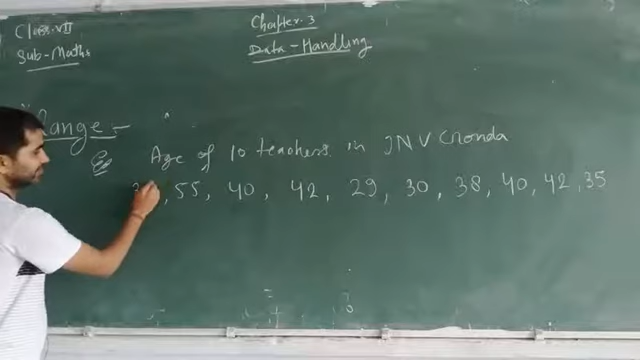 Class-VII
Sub-Maths
Chapter-3
Data-Handling
Range:-
Age of 10 teachers in JNV Gonda
, 55, 40, 42, 29, 30, 38, 40, 42, 35